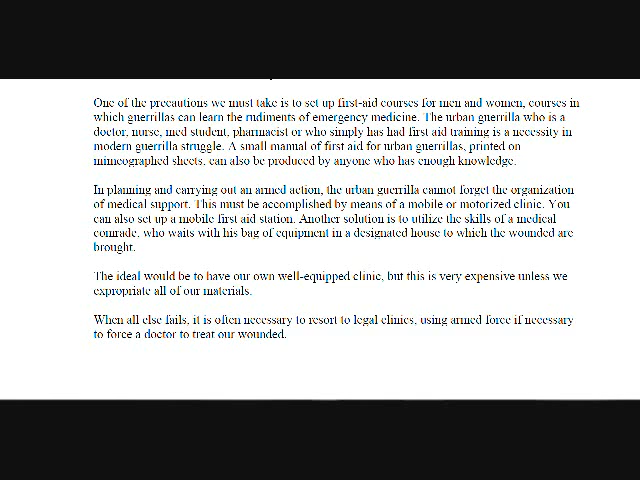 One of the precautions we must take is to set up first-aid courses for men and women, courses in
which guerrillas can learn the rudiments of emergency medicine. The urban guerrilla who is a
doctor, nurse, med student, pharmacist or who simply has had first aid training is a necessity in
modern guerrilla struggle. A small manual of first aid for urban guerrillas, printed on
mimeographed sheets, can also be produced by anyone who has enough knowledge.
In planning and carrying out an armed action, the urban guerrilla cannot forget the organization
of medical support. This must be accomplished by means of a mobile or motorized clinic. You
can also set up a mobile first aid station. Another solution is to utilize the skills of a medical
comrade, who waits with his bag of equipment in a designated house to which the wounded are
brought.
The ideal would be to have our own well-equipped clinic, but this is very expensive unless we
expropriate all of our materials.
When all else fails, it is often necessary to resort to legal clinics, using armed force if necessary
to force a doctor to treat our wounded.